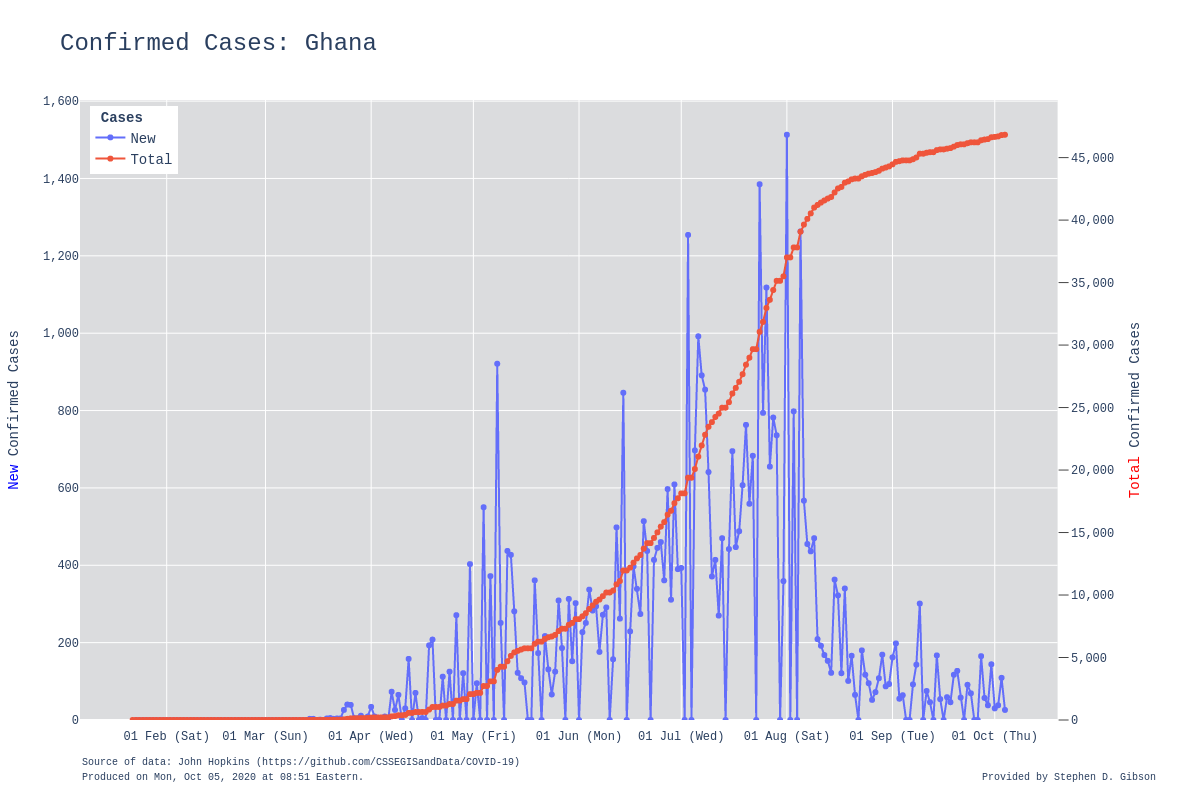 Confirmed Cases: Ghana
Cases
New
Total
1,600
1,400
1,200
1,000
800
600
400
200
0
New Confirmed Cases
45,000
40,000
35,000
30,000
25,000
20,000
15,000
10,000
5,000
0
Total Confirmed Cases
01 Feb (Sat) 01 Mar (Sun) 01 Apr (Wed) 01 May (Fri) 01 Jun (Mon) 01 Jul (Wed) 01 Aug (Sat) 01 Sep (Tue) 01 Oct (Thu)
Source of data: John Hopkins (https://github.com/CSSEGISandData/COVID-19)
Produced on Mon, Oct 05, 2020 at 08:51 Eastern.
Provided by Stephen D. Gibson